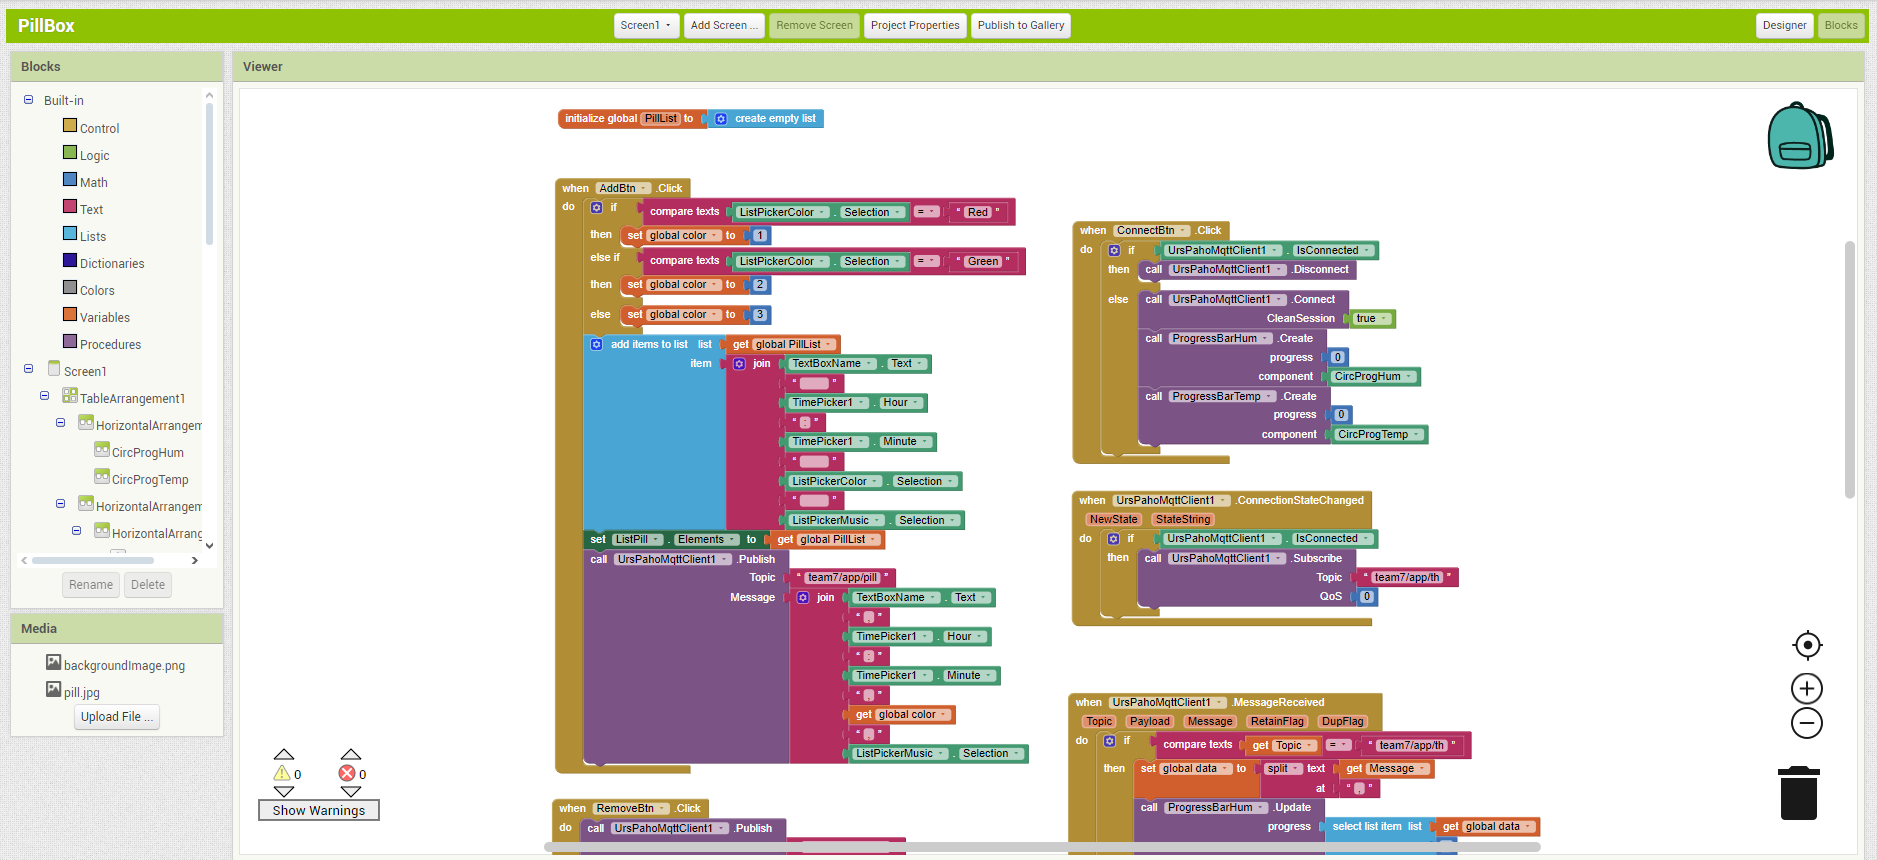 PillBox
Screen1
Add Screen ...
Remove Screen
Project Properties
Publish to Gallery
Designer
Blocks
Blocks
Built-in
Control
Logic
Math
Text
Lists
Dictionaries
Colors
Variables
Procedures
Screen1
TableArrangement1
HorizontalArrangem
CircProgHum
CircProgTemp
HorizontalArrangem
HorizontalArrang
Rename
Delete
Media
backgroundImage.png
pill.jpg
Upload File ...
Viewer
initialize global PillList to create empty list
when AddBtn .Click
do if compare texts ListPickerColor . Selection = " Red "
then set global color to 1
else if compare texts ListPickerColor . Selection = " Green "
then set global color to 2
else set global color to 3
add items to list list get global PillList
item join TextBoxName . Text
" "
TimePicker1 . Hour
" : "
TimePicker1 . Minute
" "
ListPickerColor . Selection
" "
ListPickerMusic . Selection
set ListPill . Elements to get global PillList
call UrsPahoMqttClient1 .Publish
Topic " team7/app/pill "
Message join TextBoxName . Text
" , "
TimePicker1 . Hour
" : "
TimePicker1 . Minute
" , "
get global color
" , "
ListPickerMusic . Selection
when RemoveBtn .Click
do call UrsPahoMqttClient1 .Publish
when ConnectBtn .Click
do if UrsPahoMqttClient1 . IsConnected
then call UrsPahoMqttClient1 .Disconnect
else call UrsPahoMqttClient1 .Connect
CleanSession true
call ProgressBarHum .Create
progress 0
component CircProgHum
call ProgressBarTemp .Create
progress 0
component CircProgTemp
when UrsPahoMqttClient1 .ConnectionStateChanged
NewState StateString
do if UrsPahoMqttClient1 . IsConnected
then call UrsPahoMqttClient1 .Subscribe
Topic " team7/app/th "
QoS 0
when UrsPahoMqttClient1 .MessageReceived
Topic Payload Message RetainFlag DupFlag
do if compare texts get Topic = " team7/app/th "
then set global data to split text get Message
at " , "
call ProgressBarHum .Update
progress select list item list get global data
0
0
Show Warnings